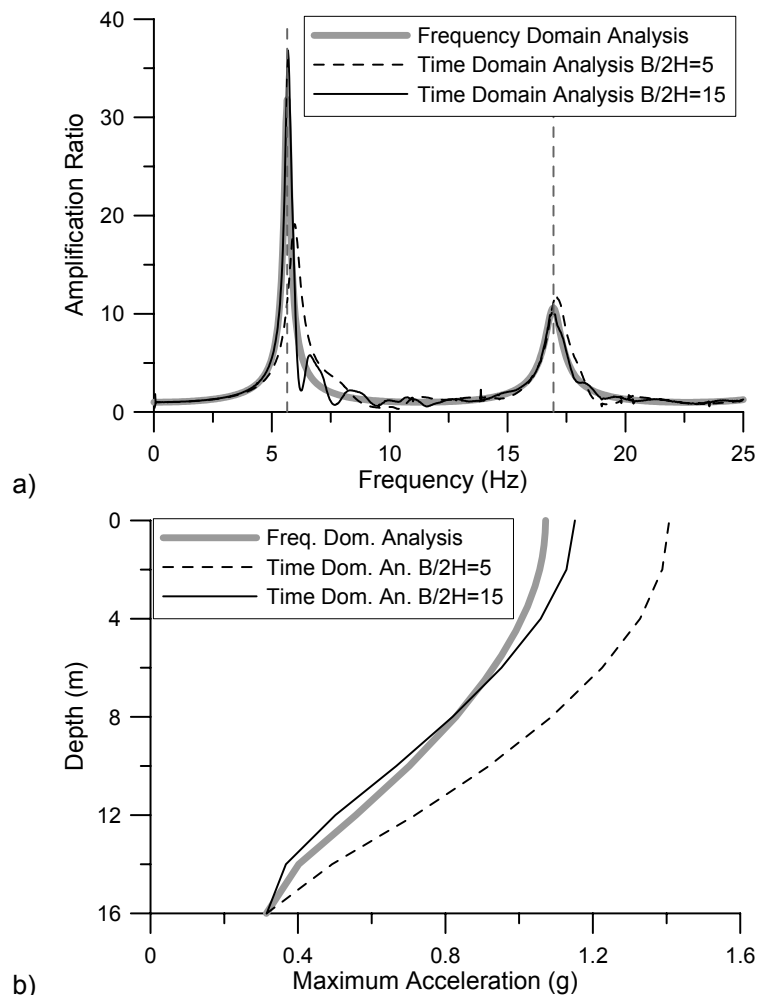 40
30
20
10
0
Amplification Ratio
Frequency Domain Analysis
Time Domain Analysis B/2H=5
Time Domain Analysis B/2H=15
0 5 10 15 20 25
Frequency (Hz)
a)
0
4
8
12
16
Depth (m)
Freq. Dom. Analysis
Time Dom. An. B/2H=5
Time Dom. An. B/2H=15
0 0.4 0.8 1.2 1.6
Maximum Acceleration (g)
b)